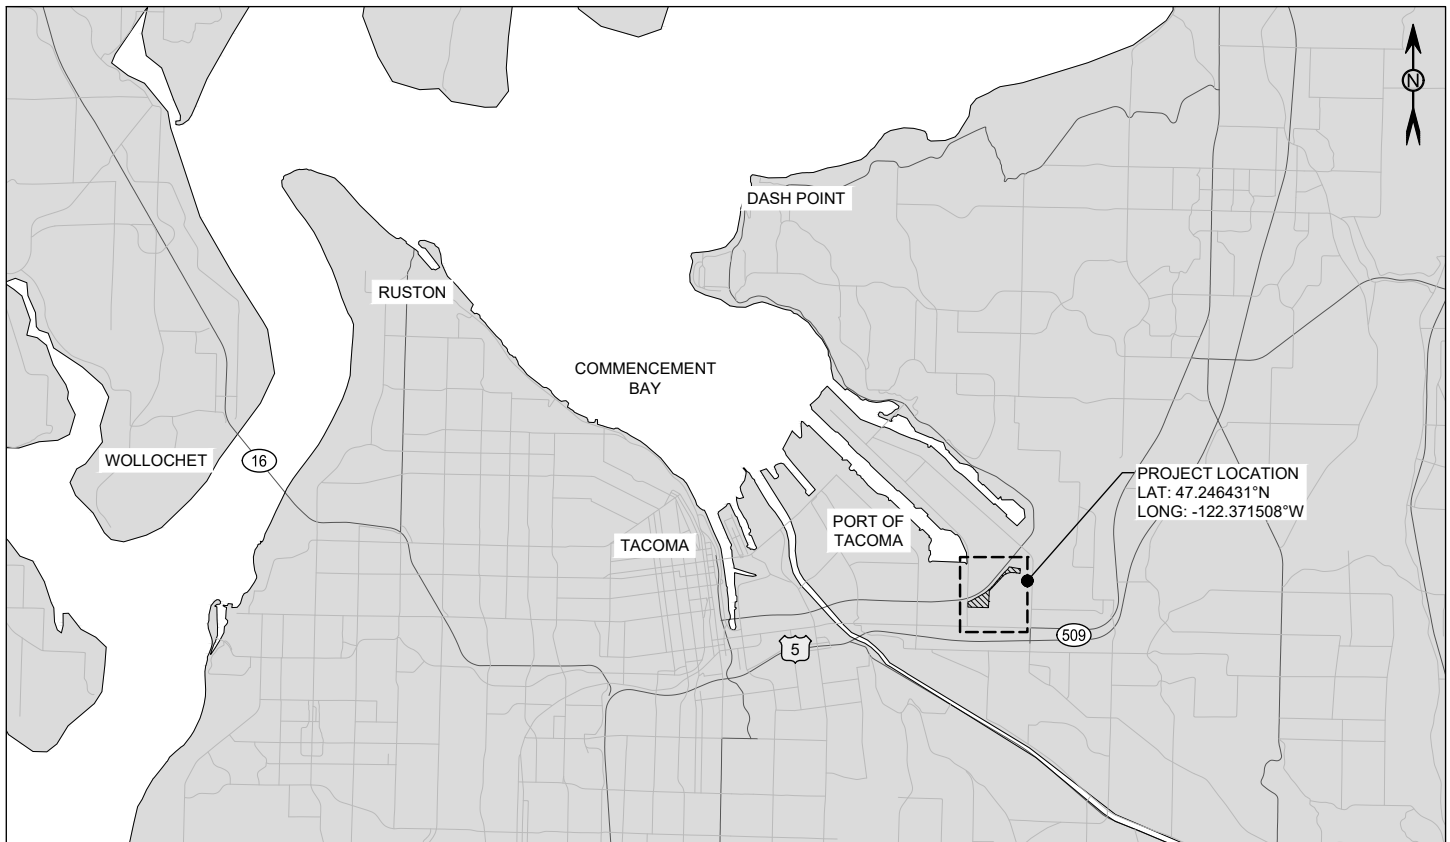 N
DASH POINT
RUSTON
COMMENCEMENT
BAY
WOLLOCHET
16
PROJECT LOCATION
LAT: 47.246431°N
LONG: -122.371508°W
PORT OF
TACOMA
TACOMA
509
5